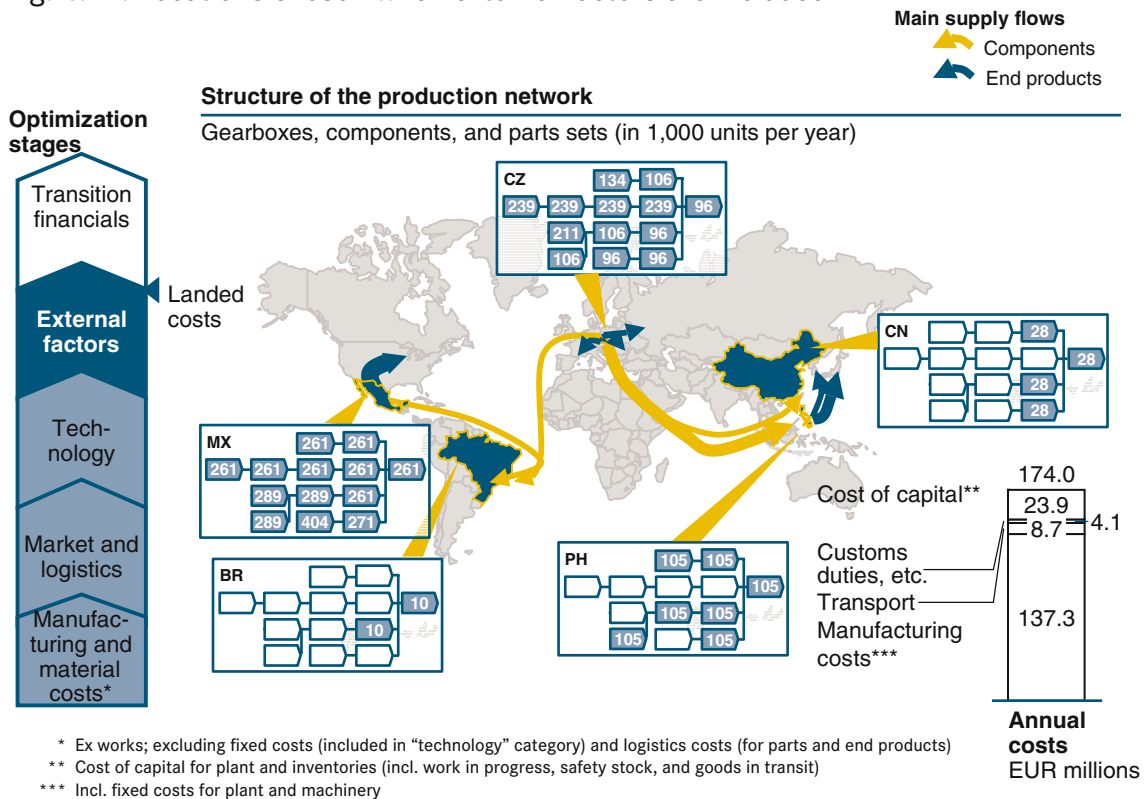 Main supply flows
Components
End products
Structure of the production network
Gearboxes, components, and parts sets (in 1,000 units per year)
Optimization
stages
Transition
financials
External
factors
Landed
costs
Tech-
nology
Market and
logistics
Manufac-
turing and
material
costs*
CZ
134 106
239 239 239 239 96
211 106 96
106 96 96
CN
28
28
28
28
MX
261 261
261 261 261 261 261
289 289 261
289 404 271
BR
10
10
PH
105 105
105
105 105
105 105
174.0
Cost of capital**
23.9
4.1
8.7
Customs
duties, etc.
Transport
Manufacturing
costs***
137.3
Annual
costs
EUR millions
* Ex works; excluding fixed costs (included in “technology” category) and logistics costs (for parts and end products)
** Cost of capital for plant and inventories (incl. work in progress, safety stock, and goods in transit)
*** Incl. fixed costs for plant and machinery